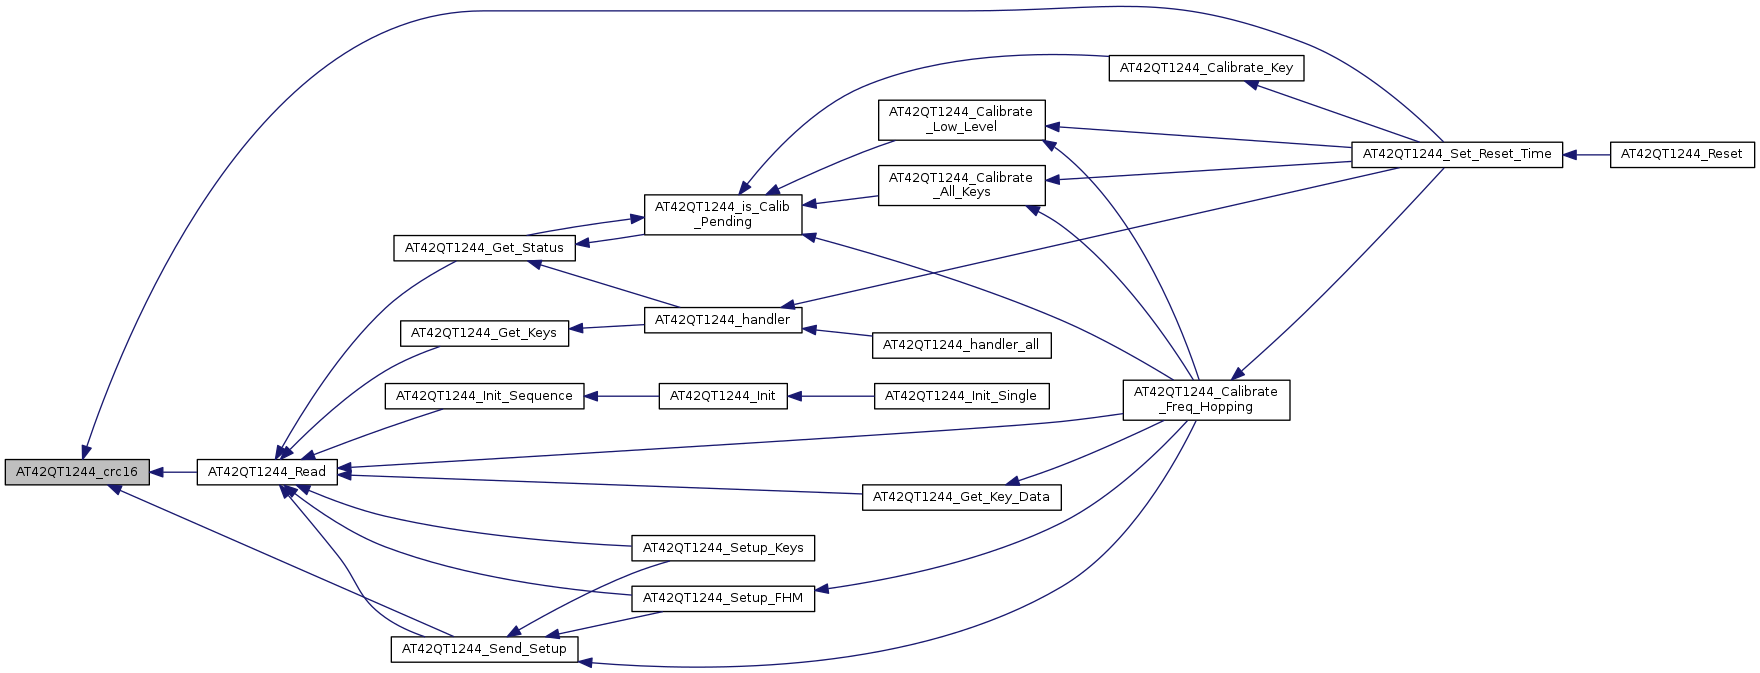 AT42QT1244_Calibrate_Key
AT42QT1244_Calibrate
_Low_Level
AT42QT1244_Set_Reset_Time
AT42QT1244_Reset
AT42QT1244_Calibrate
_All_Keys
AT42QT1244_is_Calib
_Pending
AT42QT1244_Get_Status
AT42QT1244_handler
AT42QT1244_Get_Keys
AT42QT1244_handler_all
AT42QT1244_Init_Sequence
AT42QT1244_Init
AT42QT1244_Init_Single
AT42QT1244_Calibrate
_Freq_Hopping
AT42QT1244_crc16
AT42QT1244_Read
AT42QT1244_Get_Key_Data
AT42QT1244_Setup_Keys
AT42QT1244_Setup_FHM
AT42QT1244_Send_Setup